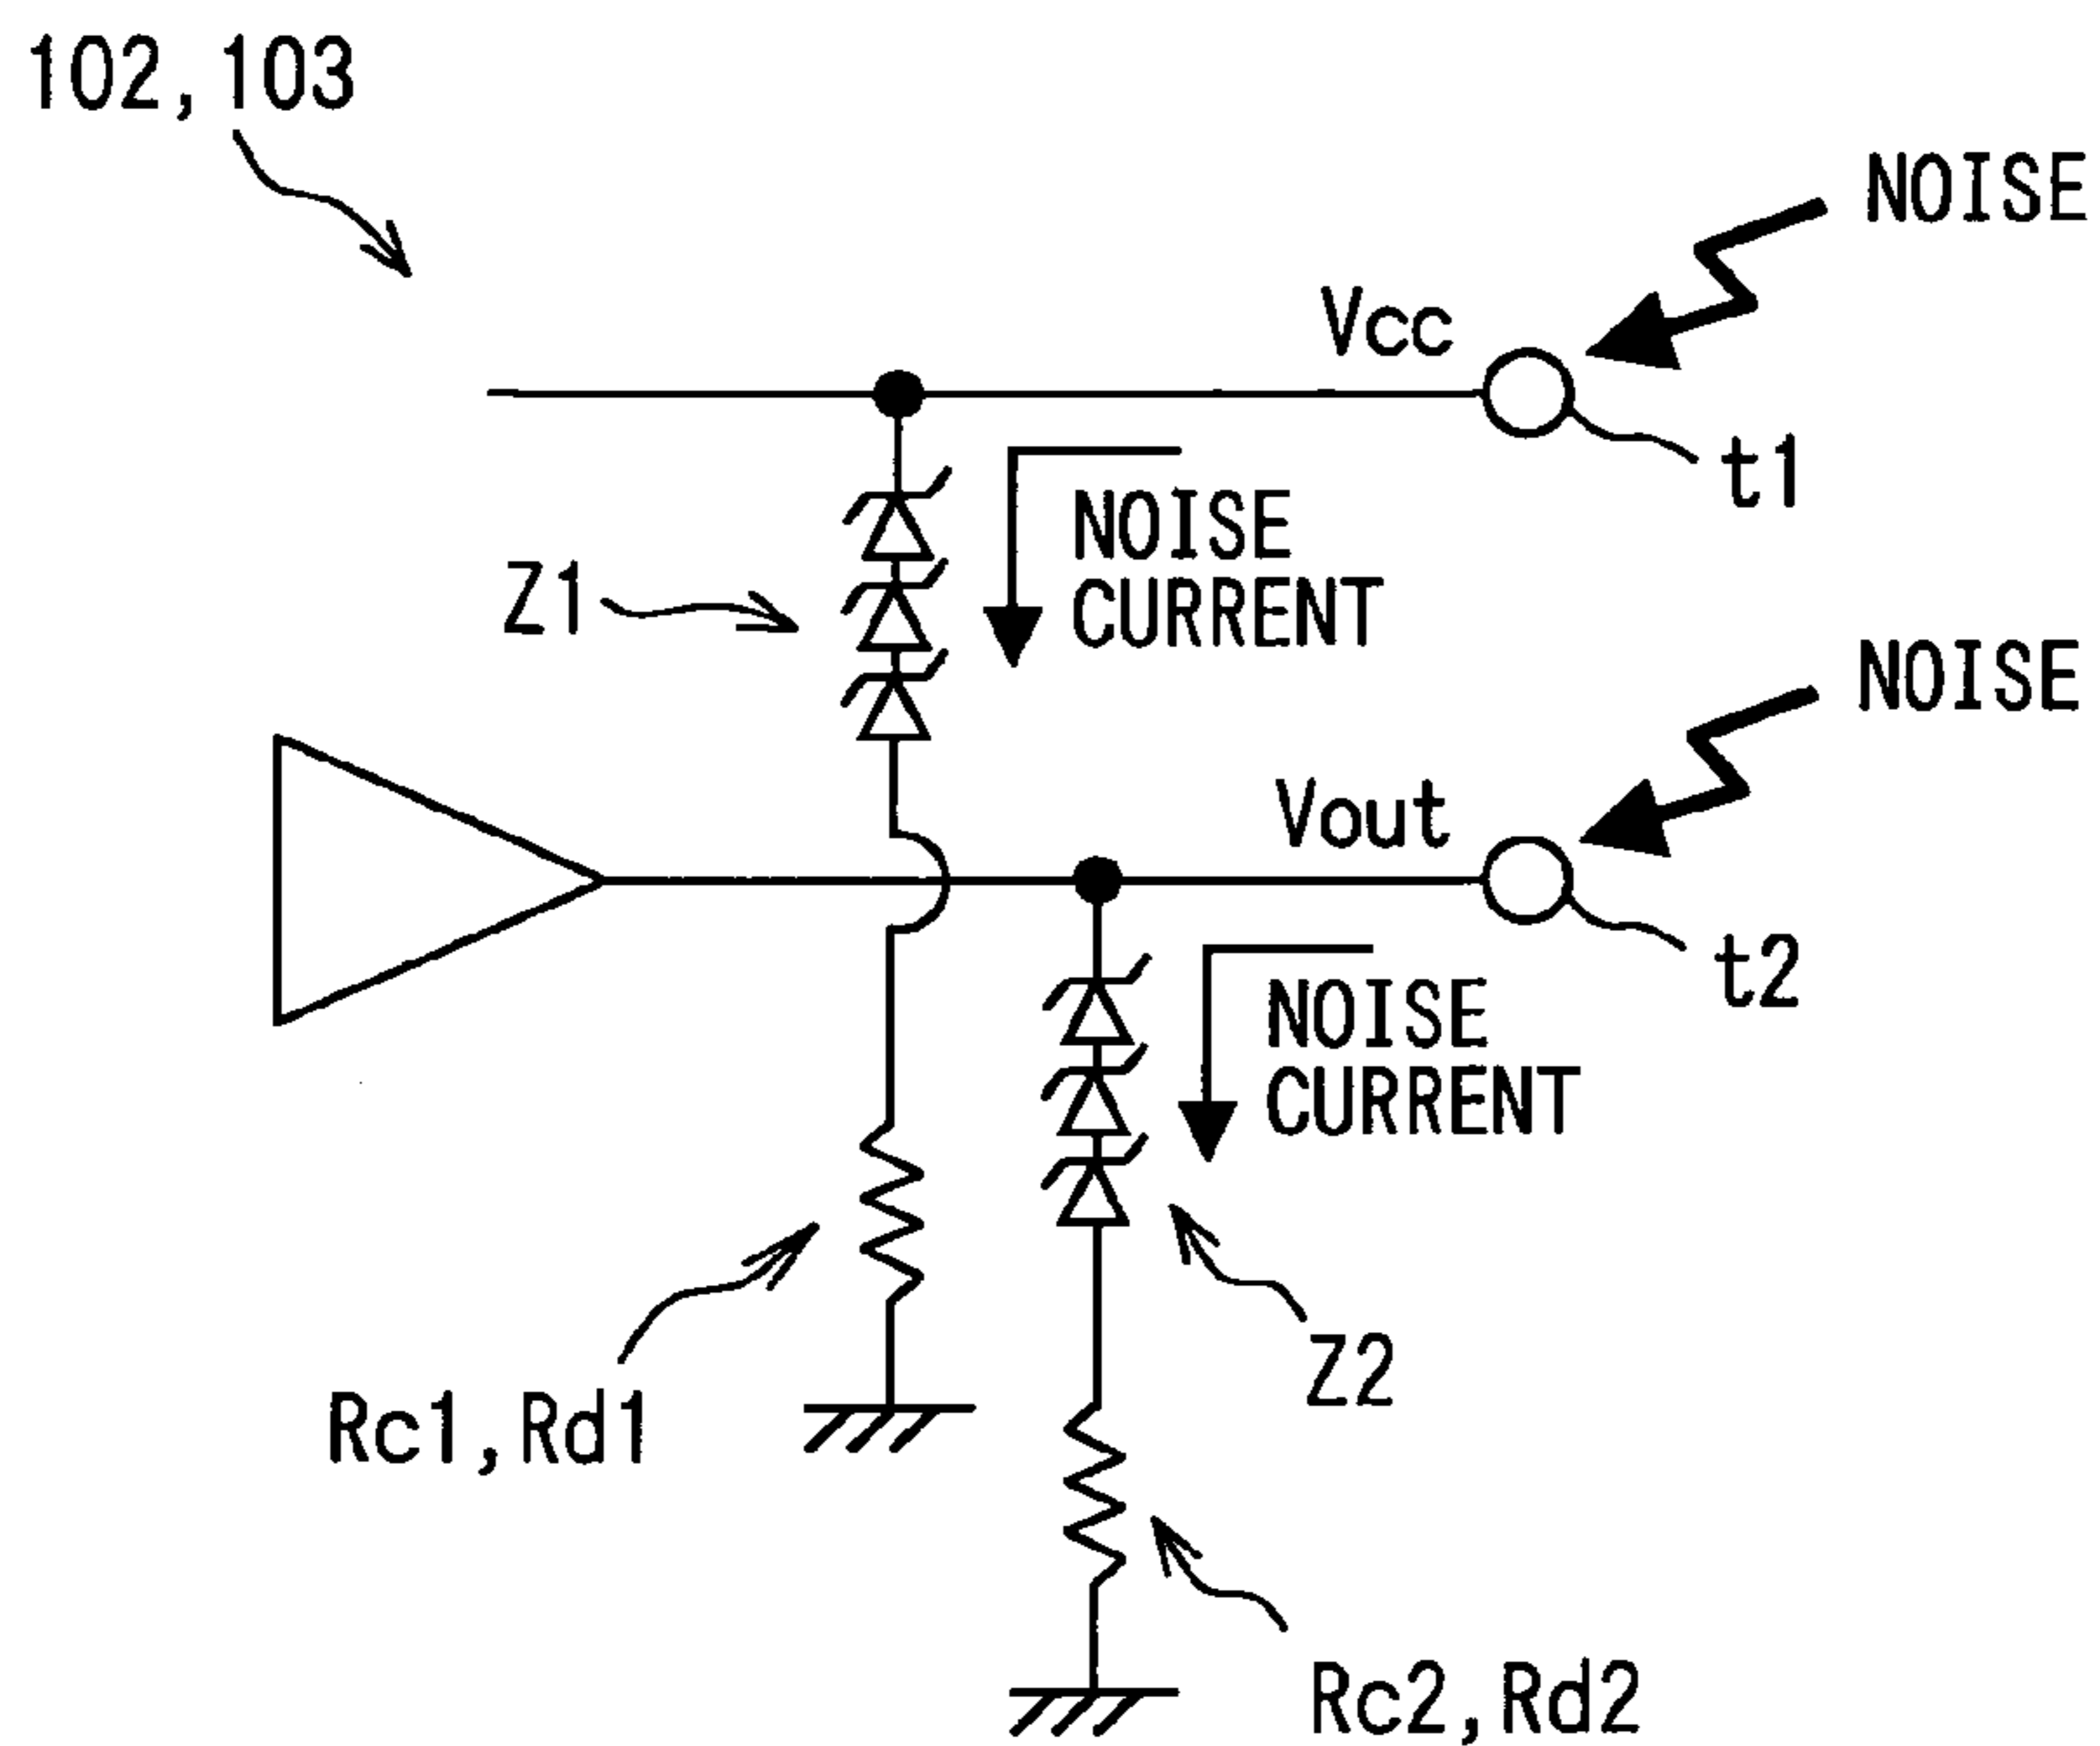 102,103
NOISE
Vcc
t1
NOISE
CURRENT
Z1
NOISE
Vout
t2
NOISE
CURRENT
Z2
Rc1,Rd1
Rc2,Rd2